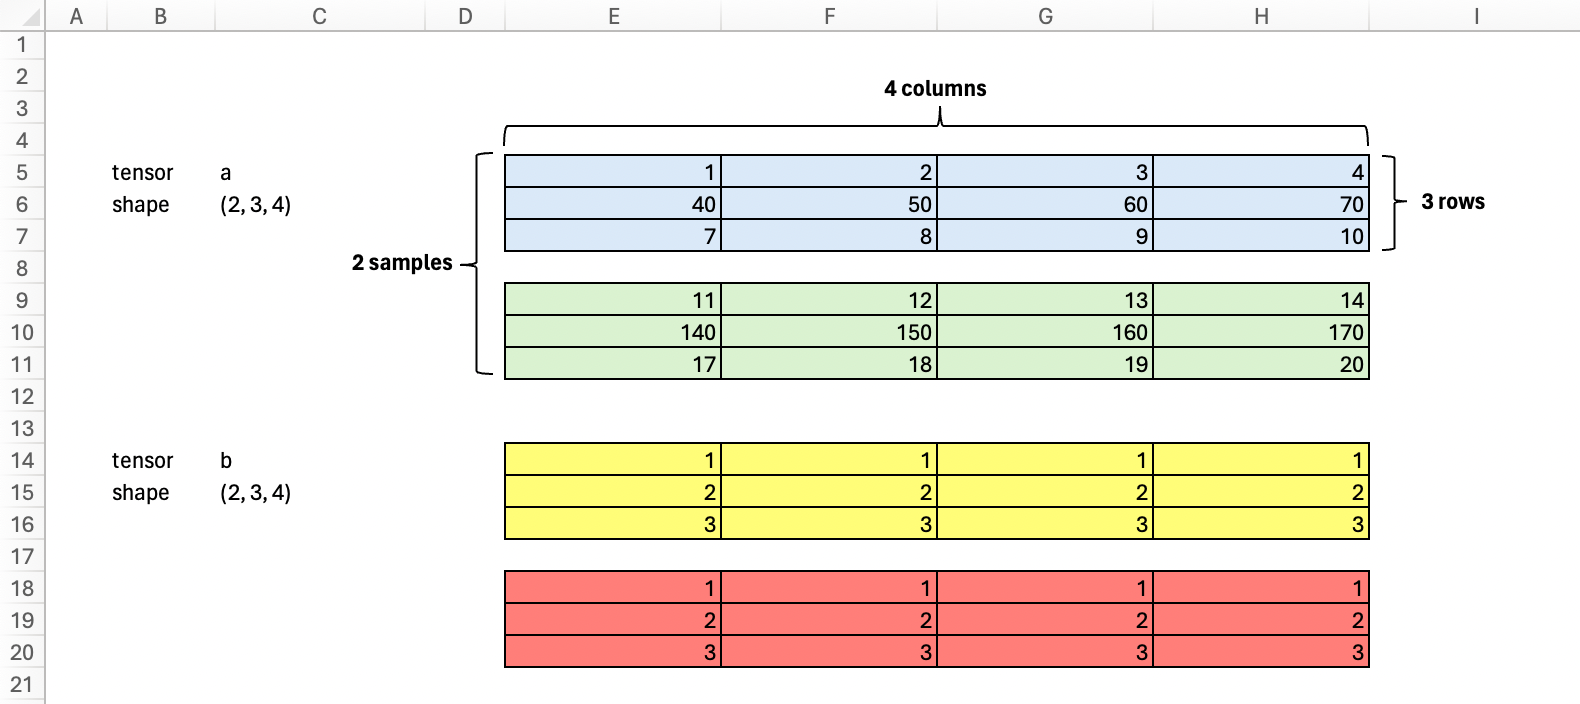 A B C D E F G H I
1
2
3 4 columns
4
5 tensor a 1 2 3 4
6 shape (2, 3, 4) 40 50 60 70 3 rows
7 7 8 9 10
8 2 samples
9 11 12 13 14
10 140 150 160 170
11 17 18 19 20
12
13
14 tensor b 1 1 1 1
15 shape (2, 3, 4) 2 2 2 2
16 3 3 3 3
17
18 1 1 1 1
19 2 2 2 2
20 3 3 3 3
21